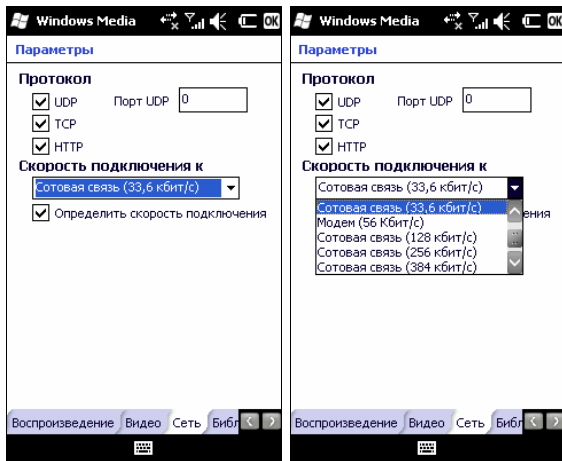 Windows Media OK
Параметры
Протокол
UDP Порт UDP 0
TCP
HTTP
Скорость подключения к
Сотовая связь (33,6 кбит/с)
Определить скорость подключения
Воспроизведение Видео Сеть Библ
Windows Media OK
Параметры
Протокол
UDP Порт UDP 0
TCP
HTTP
Скорость подключения к
Сотовая связь (33,6 кбит/с)
Сотовая связь (33,6 кбит/с)
ения
Модем (56 Кбит/с)
Сотовая связь (128 кбит/с)
Сотовая связь (256 кбит/с)
Сотовая связь (384 кбит/с)
Воспроизведение Видео Сеть Библ